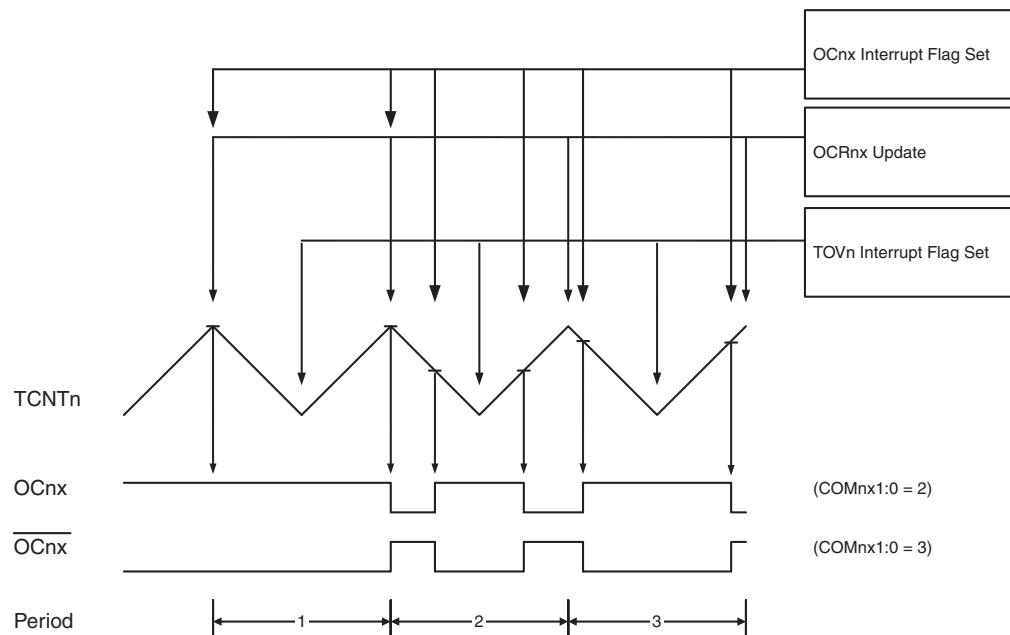 OCnx Interrupt Flag Set
OCRnx Update
TOVn Interrupt Flag Set
TCNTn
OCnx (COMnx1:0 = 2)
OCnx (COMnx1:0 = 3)
Period 1 2 3